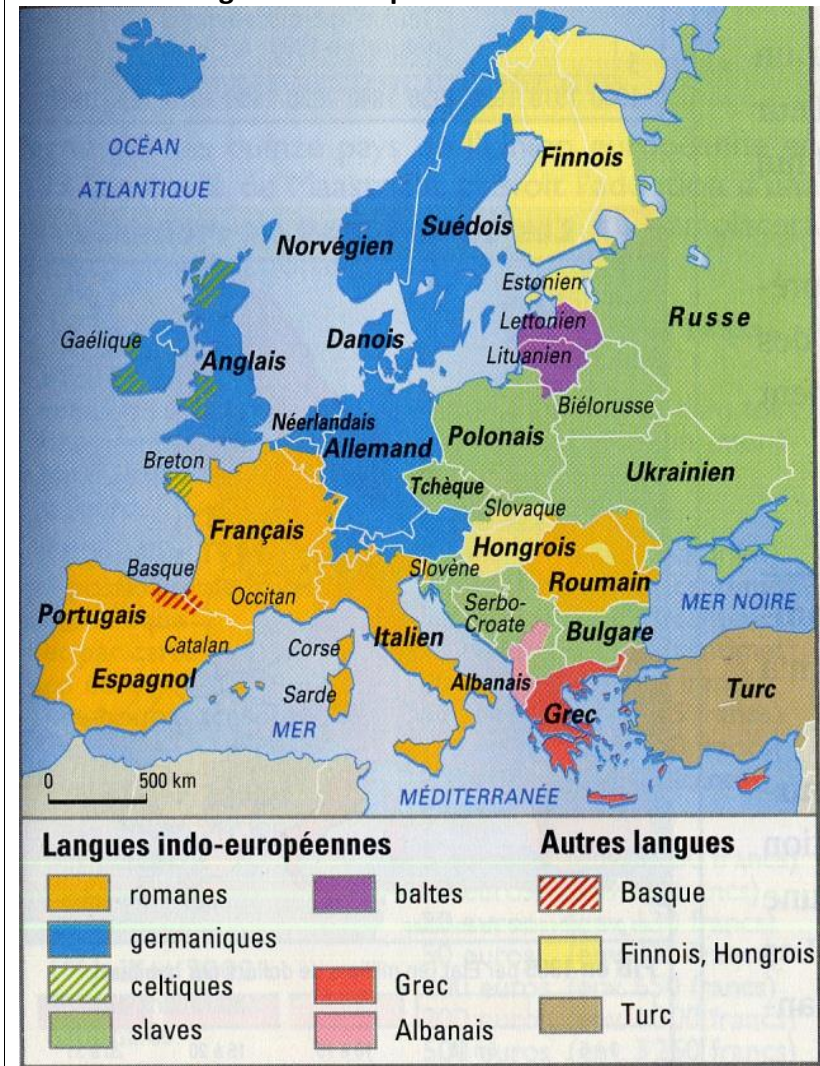 OCÉAN
ATLANTIQUE
Finnois
Suédois
Norvégien
Estonien
Russe
Lettonien
Danois
Gaélique
Lituanien
Anglais
Biélorusse
Néerlandais
Allemand
Polonais
Breton
Ukrainien
Tchèque
Slovaque
Français
Hongrois
Basque
Slovène
Roumain
Occitan
Serbo-
Croate
MER NOIRE
Portugais
Italien
Bulgare
Catalan
Corse
Espagnol
Albanais
Turc
Sarde
Grec
MER
0 500 km
MÉDITERRANÉE
Langues indo-européennes
romanes
germaniques
celtiques
slaves
baltes
Grec
Albanais
Autres langues
Basque
Finnois, Hongrois
Turc